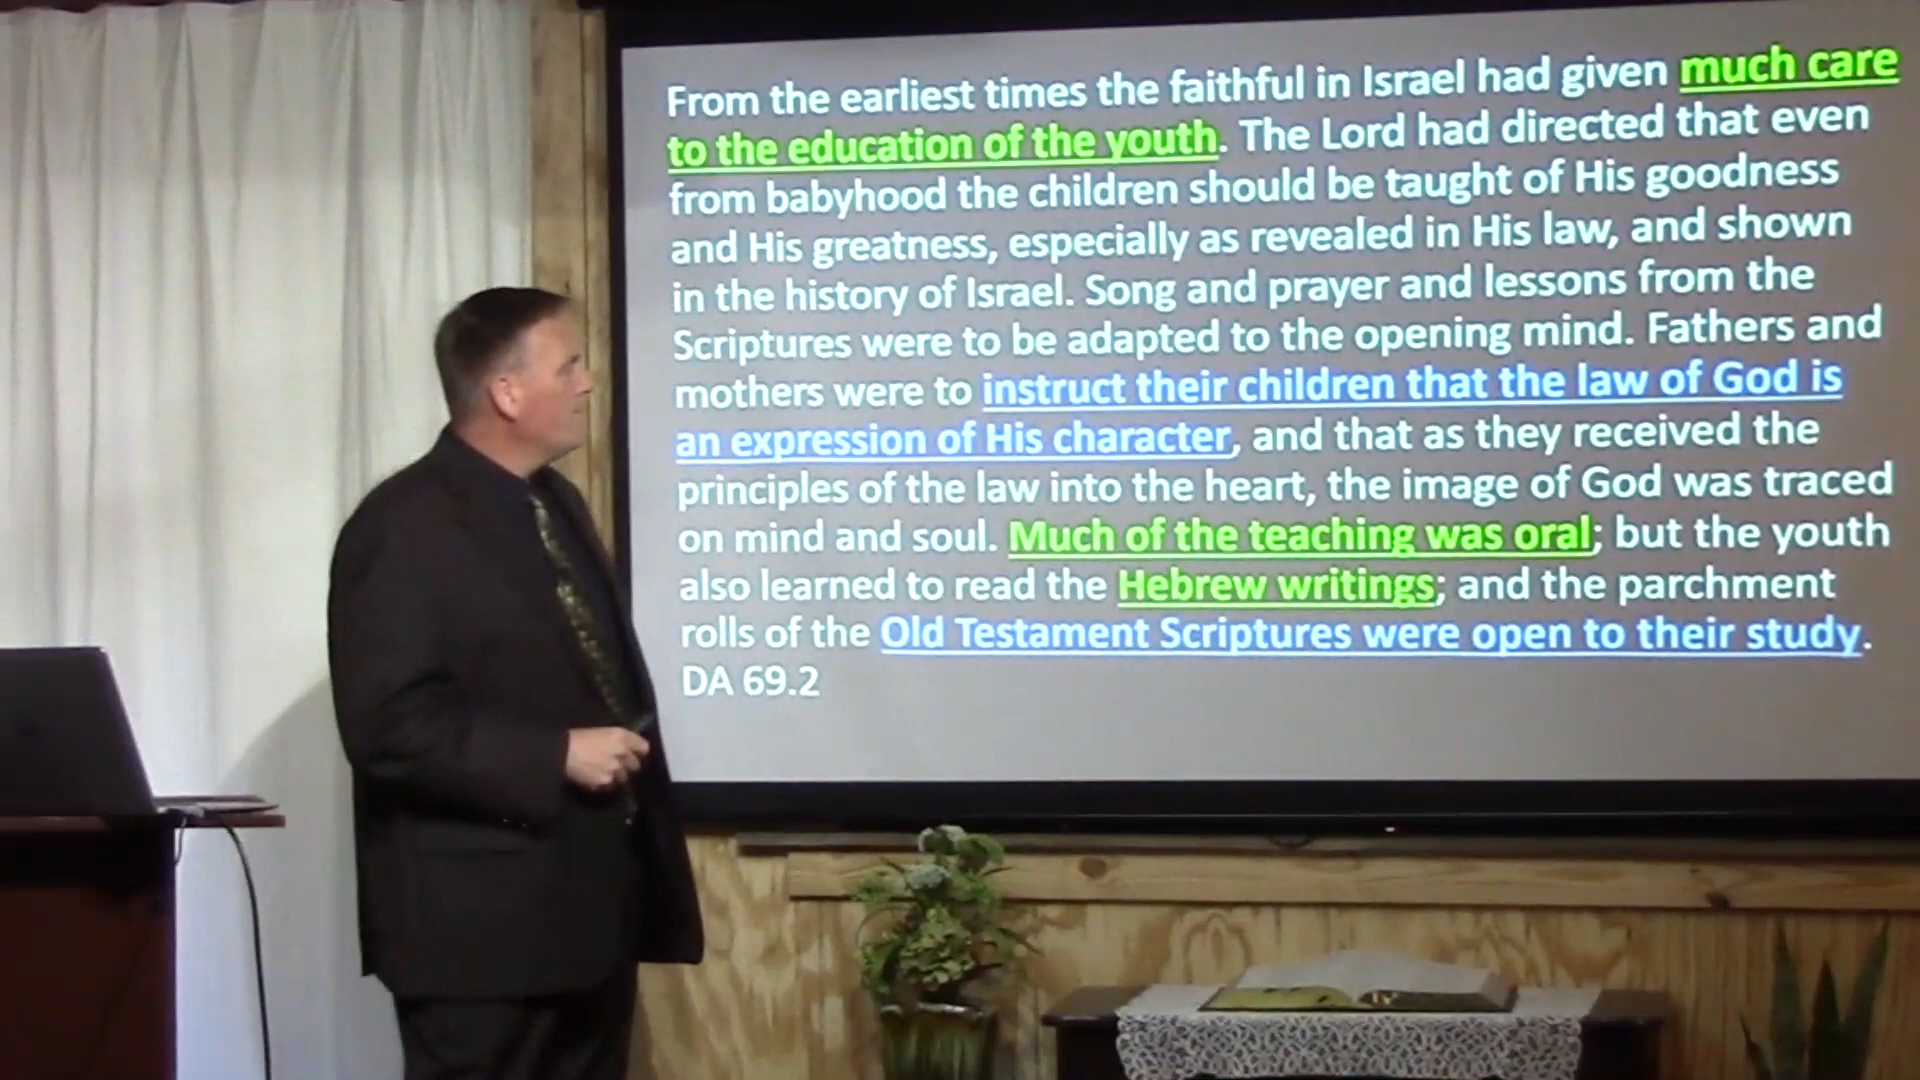 From the earliest times the faithful in Israel had given much care
to the education of the youth. The Lord had directed that even
from babyhood the children should be taught of His goodness
and His greatness, especially as revealed in His law, and shown
in the history of Israel. Song and prayer and lessons from the
Scriptures were to be adapted to the opening mind. Fathers and
mothers were to instruct their children that the law of God is
an expression of His character, and that as they received the
principles of the law into the heart, the image of God was traced
on mind and soul. Much of the teaching was oral; but the youth
also learned to read the Hebrew writings; and the parchment
rolls of the Old Testament Scriptures were open to their study.
DA 69.2